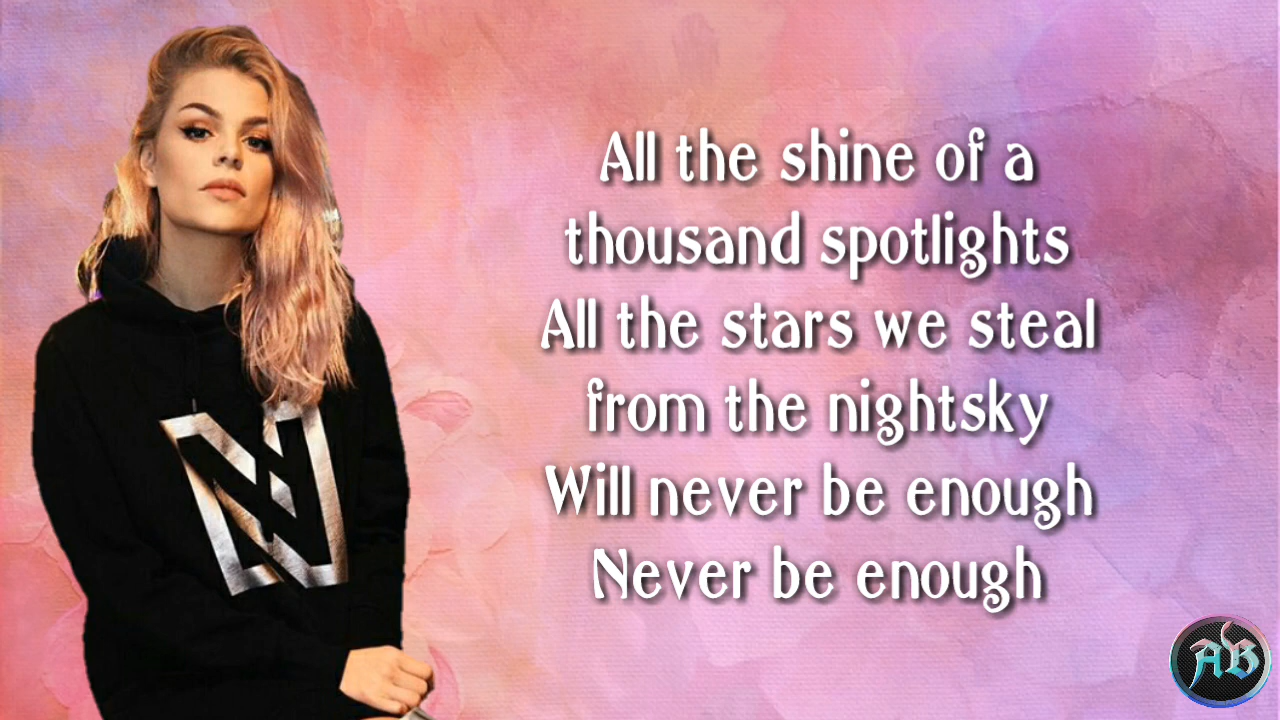 All the shine of a
thousand spotlights
All the stars we steal
from the nightsky
Will never be enough
Never be enough
N
AB